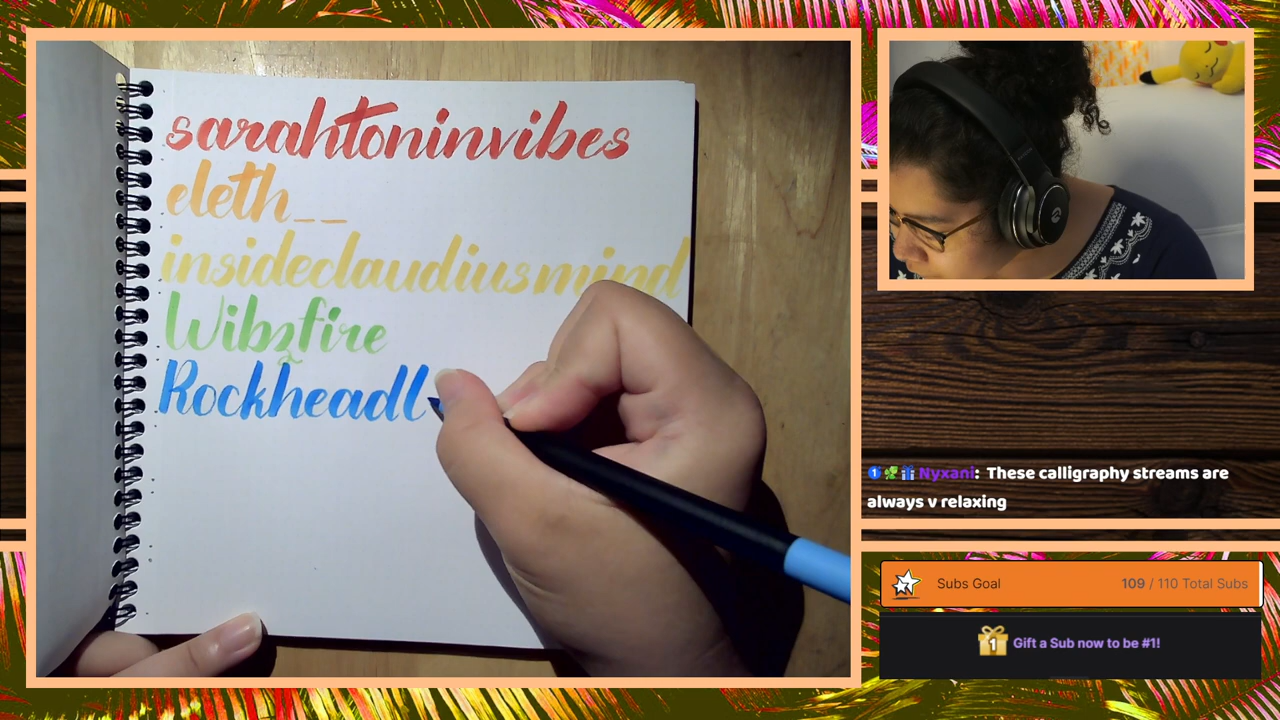 sarahtoninvibes
eleth__
insideclaudiusmind
Wibzfire
Rockheadl
Nyxani: These calligraphy streams are
always v relaxing
Subs Goal
109 / 110 Total Subs
1 Gift a Sub now to be #1!